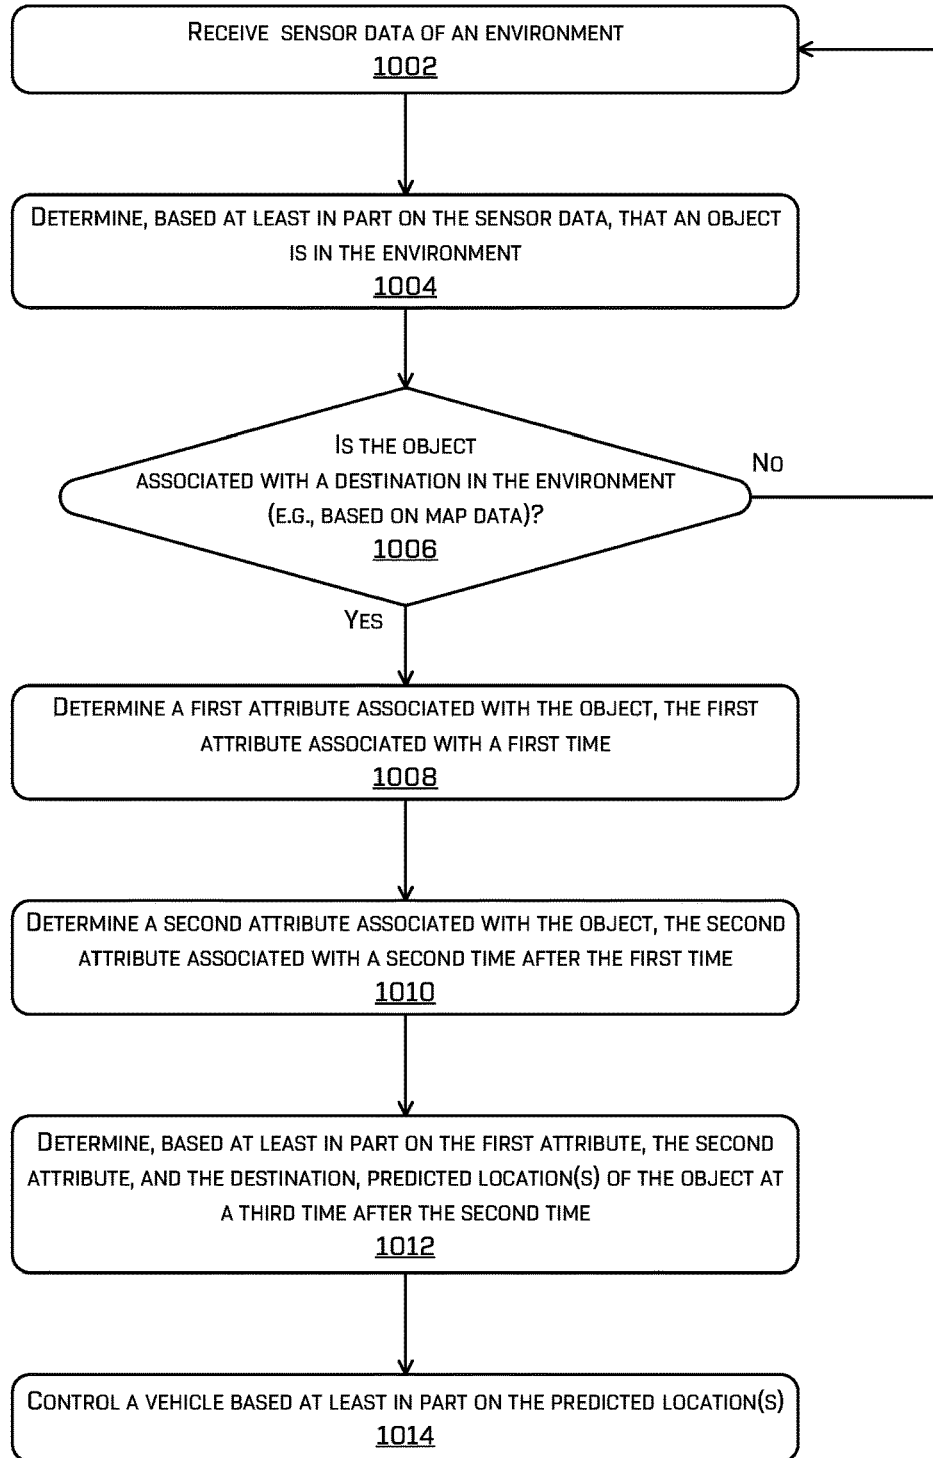 Receive sensor data of an environment
1002
Determine, based at least in part on the sensor data, that an object
is in the environment
1004
Is the object
associated with a destination in the environment
(e.g., based on map data)?
1006
No
Yes
Determine a first attribute associated with the object, the first
attribute associated with a first time
1008
Determine a second attribute associated with the object, the second
attribute associated with a second time after the first time
1010
Determine, based at least in part on the first attribute, the second
attribute, and the destination, predicted location(s) of the object at
a third time after the second time
1012
Control a vehicle based at least in part on the predicted location(s)
1014